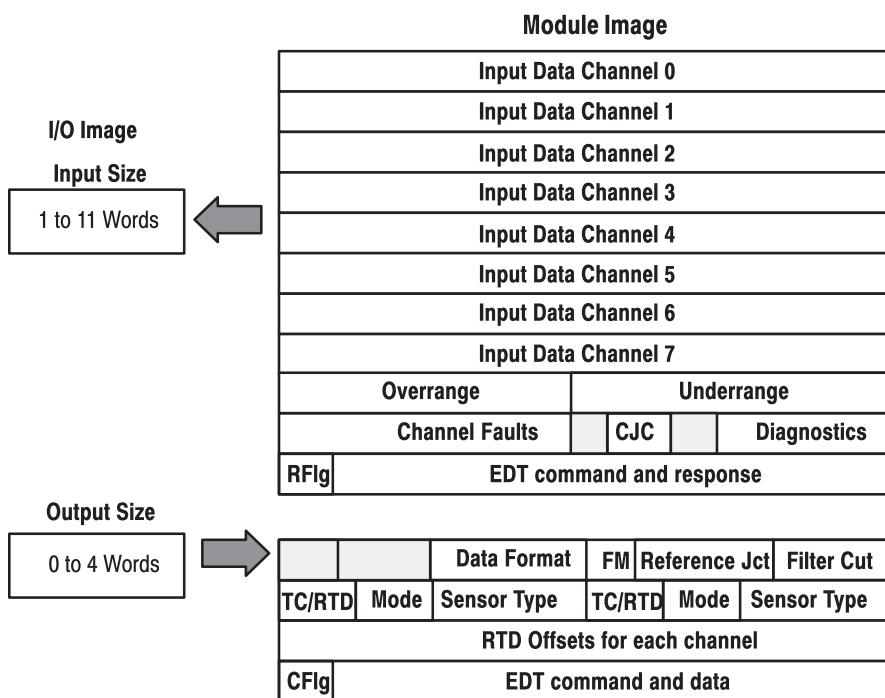 Module Image
Input Data Channel 0
Input Data Channel 1
I/O Image
Input Data Channel 2
Input Size
Input Data Channel 3
1 to 11 Words
Input Data Channel 4
Input Data Channel 5
Input Data Channel 6
Input Data Channel 7
Overrange Underrange
Channel Faults CJC Diagnostics
RFlg EDT command and response
Output Size
0 to 4 Words
Data Format FM Reference Jct Filter Cut
TC/RTD Mode Sensor Type TC/RTD Mode Sensor Type
RTD Offsets for each channel
CFlg EDT command and data